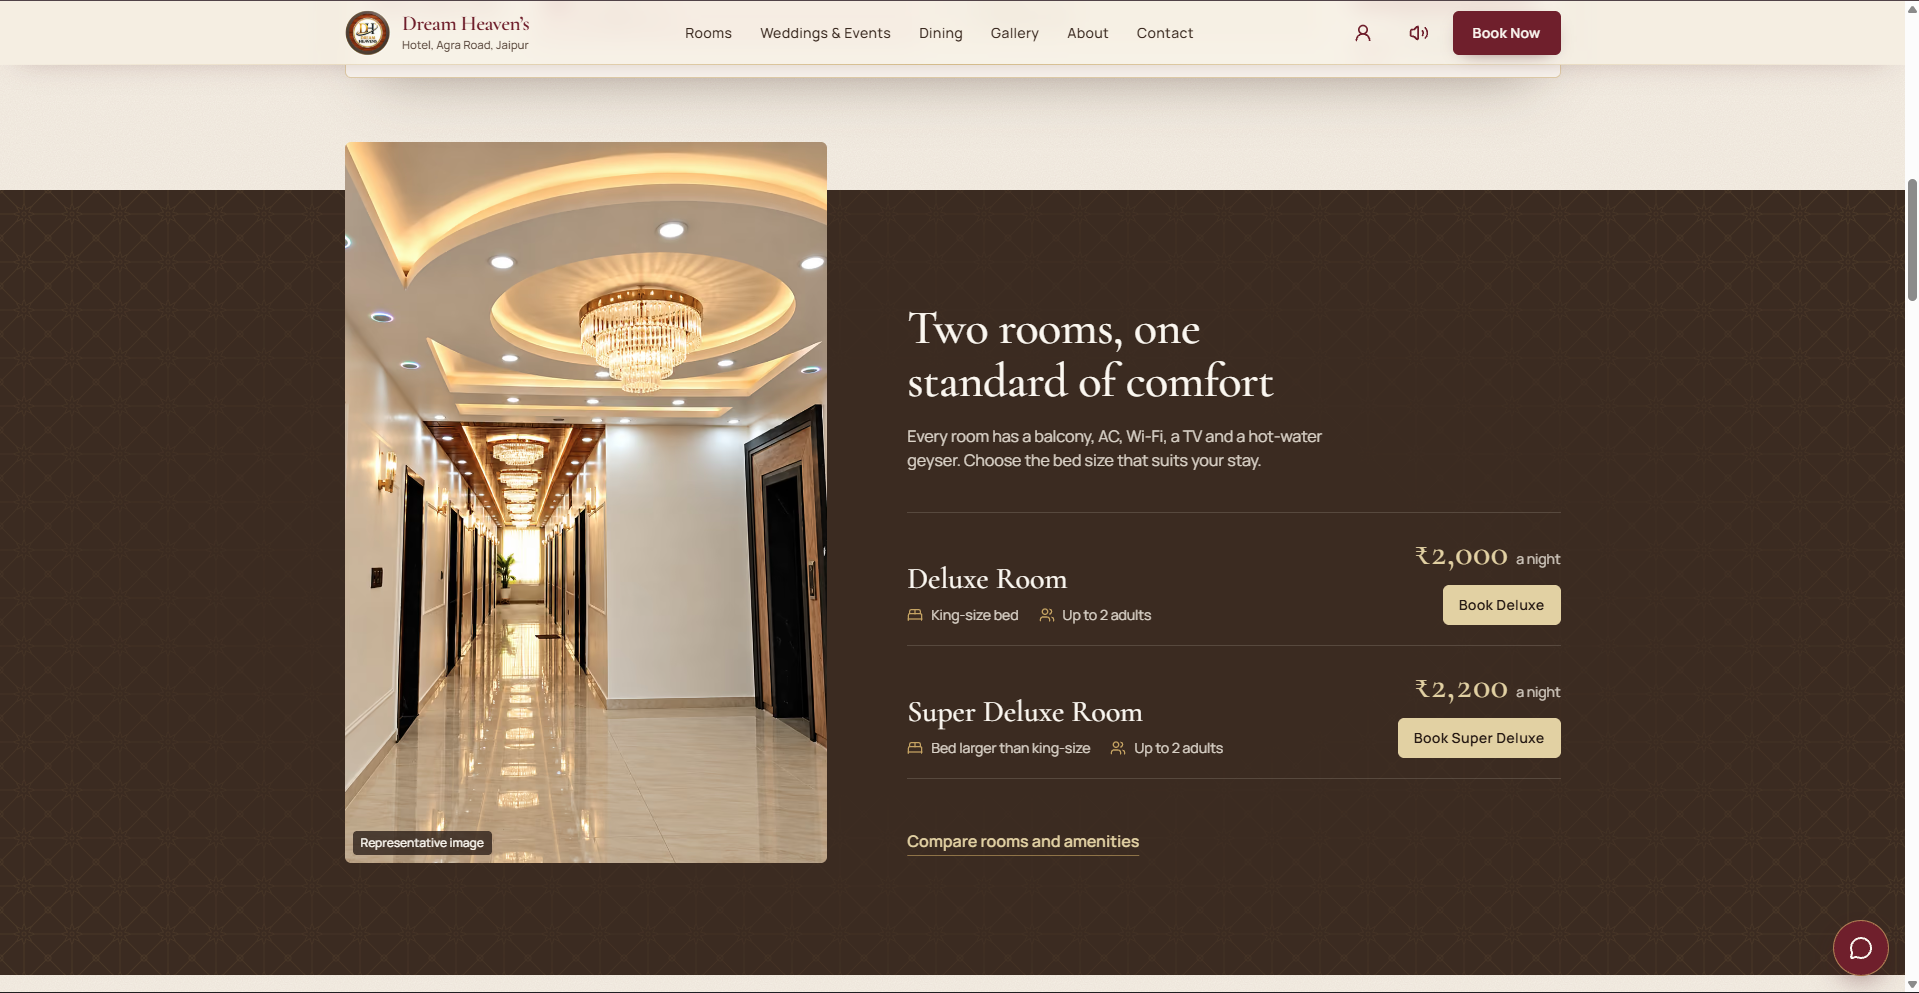 Dream Heaven's
Hotel, Agra Road, Jaipur
Rooms
Weddings & Events
Dining
Gallery
About
Contact
Book Now
Two rooms, one
standard of comfort
Every room has a balcony, AC, Wi-Fi, a TV and a hot-water
geyser. Choose the bed size that suits your stay.
Deluxe Room
King-size bed
Up to 2 adults
₹2,000 a night
Book Deluxe
Super Deluxe Room
Bed larger than king-size
Up to 2 adults
₹2,200 a night
Book Super Deluxe
Compare rooms and amenities
Representative image